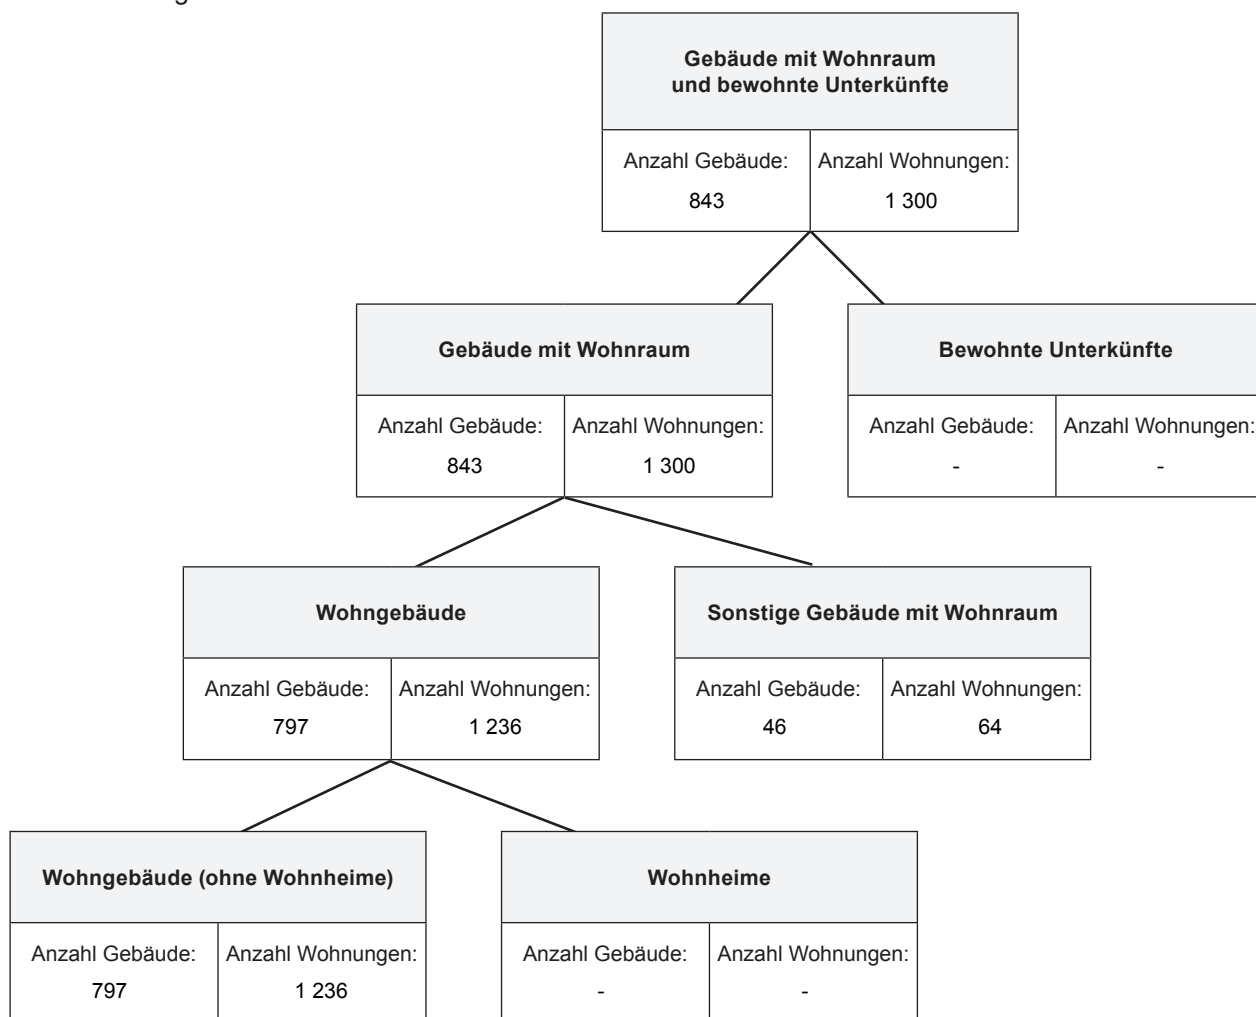 Gebäude mit Wohnraum
und bewohnte Unterkünfte
Anzahl Gebäude: Anzahl Wohnungen:
843 1 300
Gebäude mit Wohnraum Bewohnte Unterkünfte
Anzahl Gebäude: Anzahl Wohnungen: Anzahl Gebäude: Anzahl Wohnungen:
843 1 300 - -
Wohngebäude Sonstige Gebäude mit Wohnraum
Anzahl Gebäude: Anzahl Wohnungen: Anzahl Gebäude: Anzahl Wohnungen:
797 1 236 46 64
Wohngebäude (ohne Wohnheime) Wohnheime
Anzahl Gebäude: Anzahl Wohnungen: Anzahl Gebäude: Anzahl Wohnungen:
797 1 236 - -